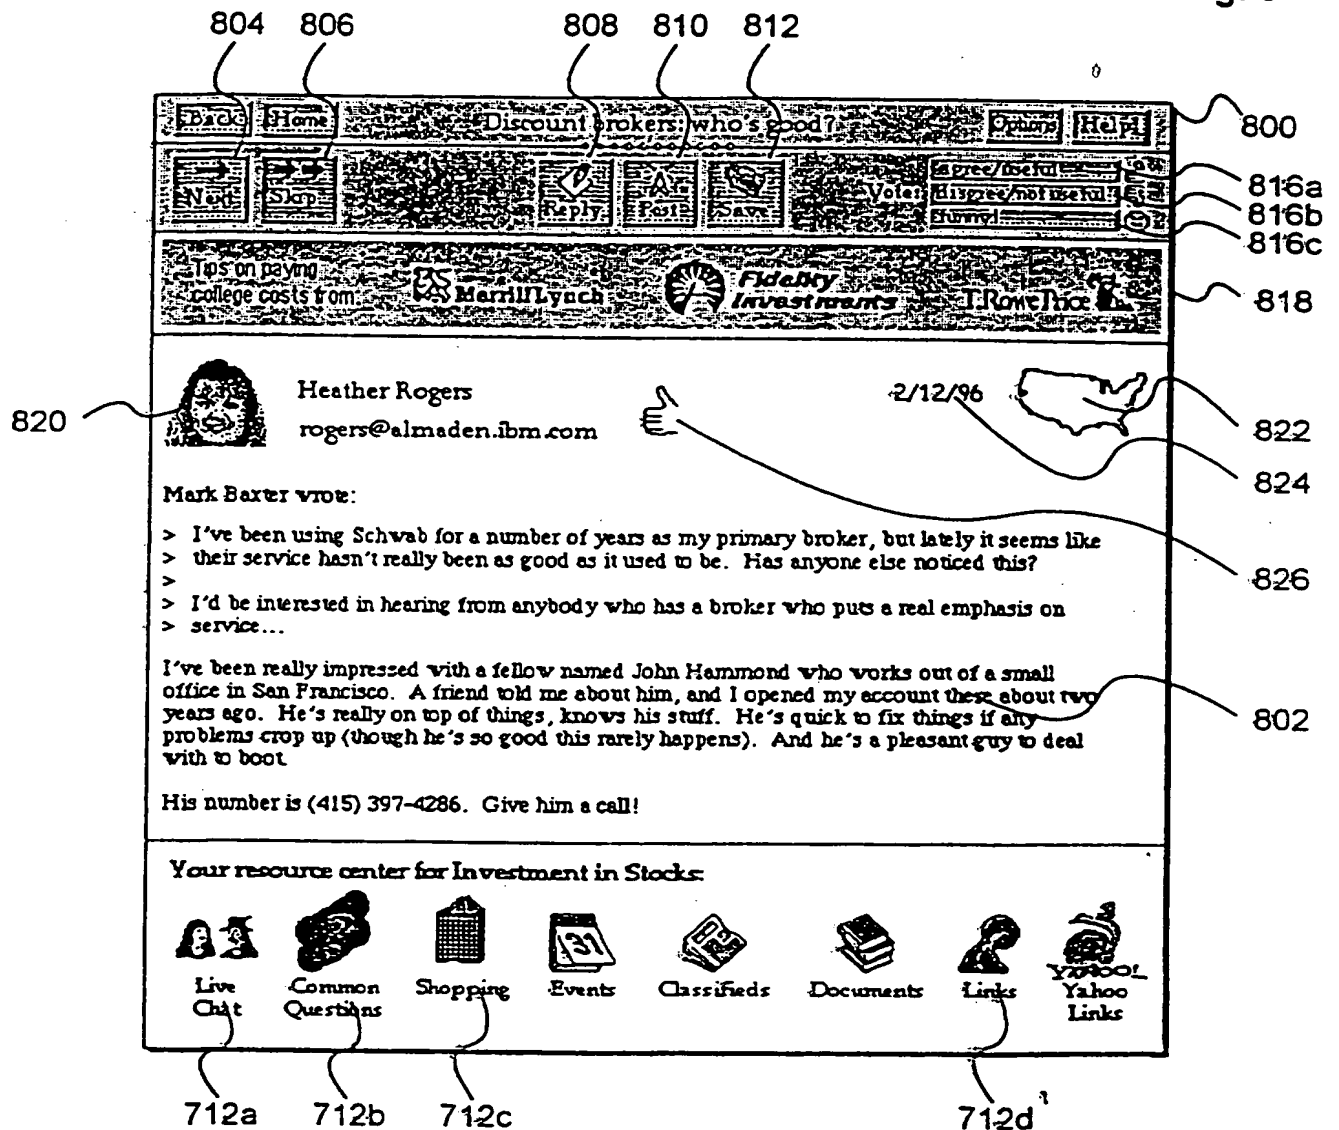 804 806 808 810 812
Back Home Discount brokers: who's good? Options Help! 800
Next Skip Reply Post Save Vote:
agree/useful 816a
disagree/not useful 816b
funny! 816c
Tips on paying
college costs from Merrill Lynch Fidelity Investments T. Rowe Price 818
820 Heather Rogers 2/12/96 822
rogers@almaden.ibm.com 824
Mark Baxter wrote:
> I've been using Schwab for a number of years as my primary broker, but lately it seems like
> their service hasn't really been as good as it used to be. Has anyone else noticed this? 826
>
> I'd be interested in hearing from anybody who has a broker who puts a real emphasis on
> service...
I've been really impressed with a fellow named John Hammond who works out of a small
office in San Francisco. A friend told me about him, and I opened my account there about two
years ago. He's really on top of things, knows his stuff. He's quick to fix things if any 802
problems crop up (though he's so good this rarely happens). And he's a pleasant guy to deal
with to boot.
His number is (415) 397-4286. Give him a call!
Your resource center for Investment in Stocks:
31 YAHOO!
Live Chat Common Questions Shopping Events Classifieds Documents Links Yahoo Links
712a 712b 712c 712d